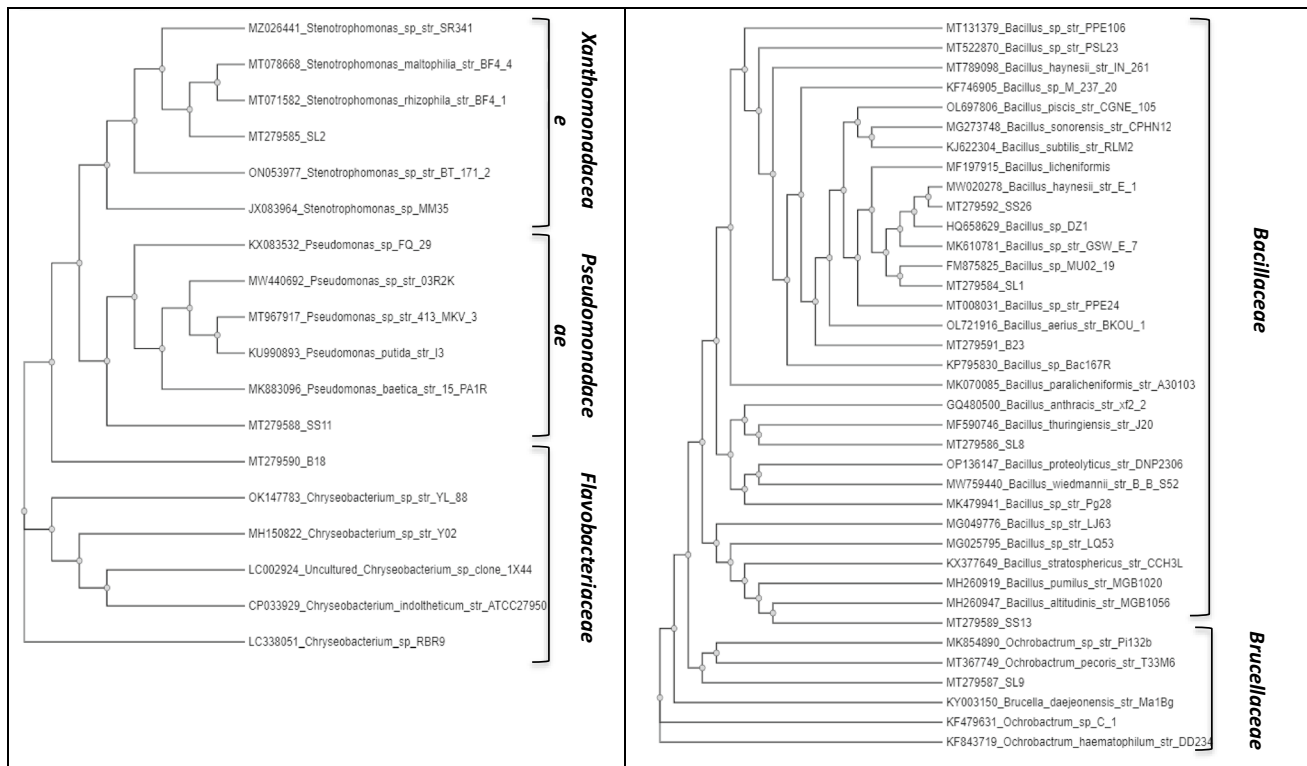 MZ026441_Stenotrophomonas_sp_str_SR341
MT078668_Stenotrophomonas_maltophilia_str_BF4_4
MT071582_Stenotrophomonas_rhizophila_str_BF4_1
MT279585_SL2
ON053977_Stenotrophomonas_sp_str_BT_171_2
JX083964_Stenotrophomonas_sp_MM35
Xanthomonadacea
e
KX083532_Pseudomonas_sp_FQ_29
MW440692_Pseudomonas_sp_str_03R2K
MT967917_Pseudomonas_sp_str_413_MKV_3
KU990893_Pseudomonas_putida_str_I3
MK883096_Pseudomonas_baetica_str_15_PA1R
MT279588_SS11
Pseudomonadace
ae
MT279590_B18
OK147783_Chryseobacterium_sp_str_YL_88
MH150822_Chryseobacterium_sp_str_Y02
LC002924_Uncultured_Chryseobacterium_sp_clone_1X44
CP033929_Chryseobacterium_indoltheticum_str_ATCC27950
LC338051_Chryseobacterium_sp_RBR9
Flavobacteriaceae
MT131379_Bacillus_sp_str_PPE106
MT522870_Bacillus_sp_str_PSL23
MT789098_Bacillus_haynesii_str_IN_261
KF746905_Bacillus_sp_M_237_20
OL697806_Bacillus_piscis_str_CGNE_105
MG273748_Bacillus_sonorensis_str_CPHN12
KJ622304_Bacillus_subtilis_str_RLM2
MF197915_Bacillus_licheniformis
MW020278_Bacillus_haynesii_str_E_1
MT279592_SS26
HQ658629_Bacillus_sp_DZ1
MK610781_Bacillus_sp_str_GSW_E_7
FM875825_Bacillus_sp_MU02_19
MT279584_SL1
MT008031_Bacillus_sp_str_PPE24
OL721916_Bacillus_aerius_str_BKOU_1
MT279591_B23
KP795830_Bacillus_sp_Bac167R
MK070085_Bacillus_paralicheniformis_str_A30103
GQ480500_Bacillus_anthracis_str_xf2_2
MF590746_Bacillus_thuringiensis_str_J20
MT279586_SL8
OP136147_Bacillus_proteolyticus_str_DNP2306
MW759440_Bacillus_wiedmannii_str_B_B_S52
MK479941_Bacillus_sp_str_Pg28
MG049776_Bacillus_sp_str_LJ63
MG025795_Bacillus_sp_str_LQ53
KX377649_Bacillus_stratosphericus_str_CCH3L
MH260919_Bacillus_pumilus_str_MGB1020
MH260947_Bacillus_altitudinis_str_MGB1056
MT279589_SS13
Bacillaceae
MK854890_Ochrobactrum_sp_str_Pi132b
MT367749_Ochrobactrum_pecoris_str_T33M6
MT279587_SL9
KY003150_Brucella_daejeonensis_str_Ma1Bg
KF479631_Ochrobactrum_sp_C_1
KF843719_Ochrobactrum_haematophilum_str_DD234
Brucellaceae